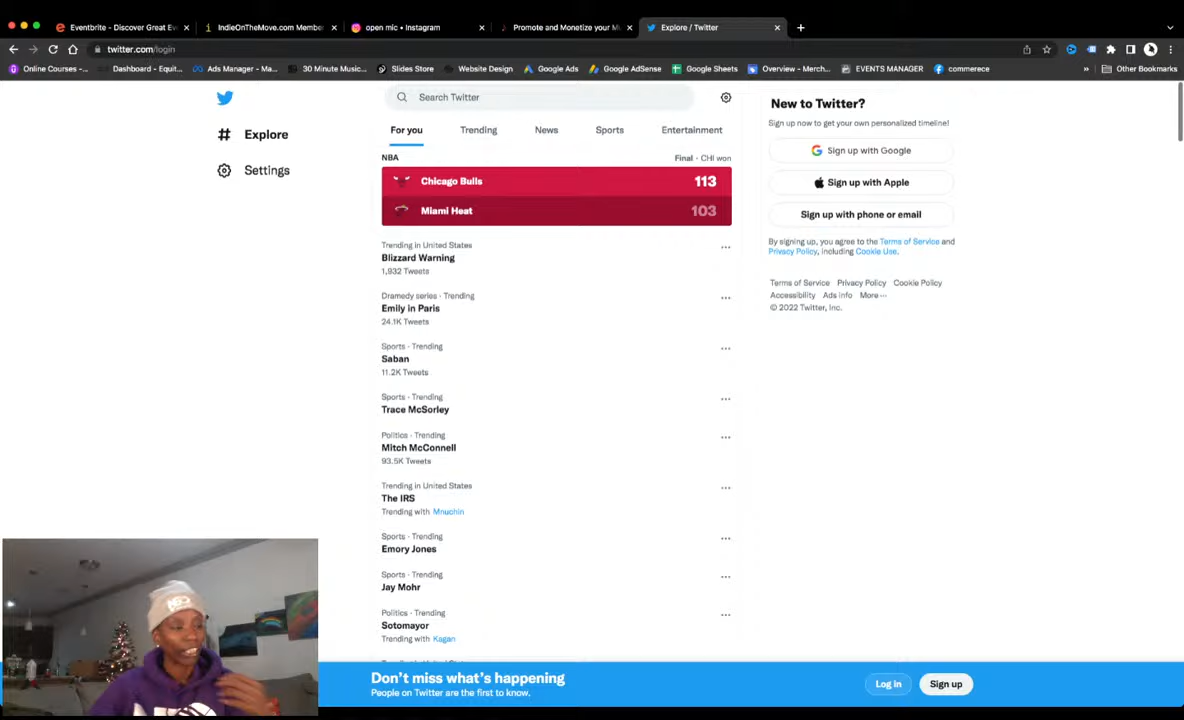 Eventbrite - Discover Great Ev
IndieOnTheMove.com Membe
open mic • Instagram
Promote and Monetize your M
Explore / Twitter
twitter.com/login
Online Courses -...
Dashboard - Equit...
Ads Manager - Ma...
30 Minute Music...
Slides Store
Website Design
Google Ads
Google AdSense
Google Sheets
Overview - Merch...
EVENTS MANAGER
commerece
»
Other Bookmarks
Search Twitter
Explore
Settings
For you
Trending
News
Sports
Entertainment
NBA
Final · CHI won
Chicago Bulls 113
Miami Heat 103
Trending in United States
Blizzard Warning
1,932 Tweets
Dramedy series · Trending
Emily in Paris
24.1K Tweets
Sports · Trending
Saban
11.2K Tweets
Sports · Trending
Trace McSorley
Politics · Trending
Mitch McConnell
93.5K Tweets
Trending in United States
The IRS
Trending with Mnuchin
Sports · Trending
Emory Jones
Sports · Trending
Jay Mohr
Politics · Trending
Sotomayor
Trending with Kagan
New to Twitter?
Sign up now to get your own personalized timeline!
Sign up with Google
Sign up with Apple
Sign up with phone or email
By signing up, you agree to the Terms of Service and
Privacy Policy, including Cookie Use.
Terms of Service Privacy Policy Cookie Policy
Accessibility Ads info More ···
© 2022 Twitter, Inc.
Don't miss what's happening
People on Twitter are the first to know.
Log in
Sign up